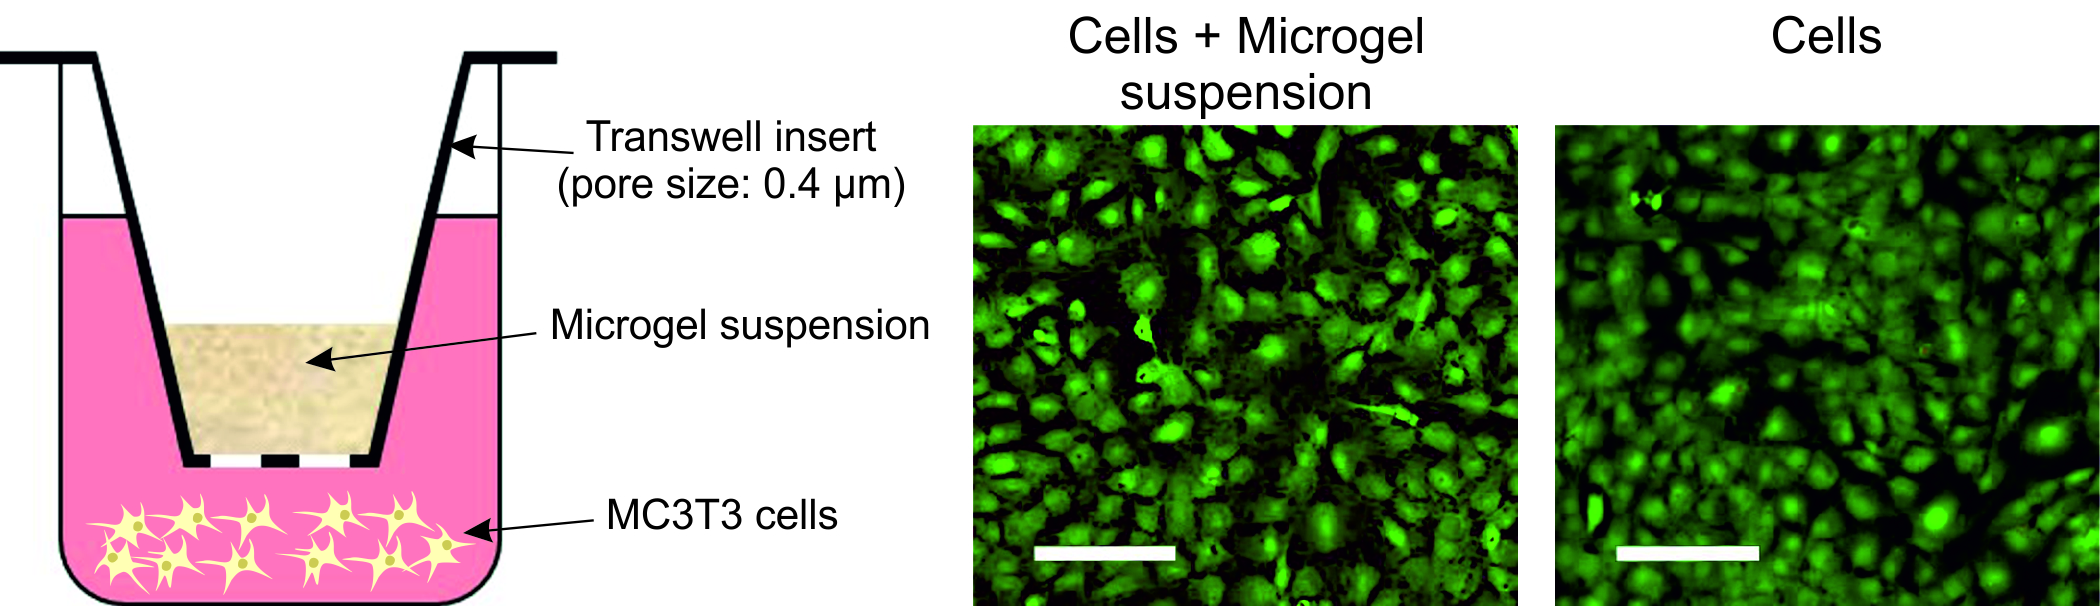 Transwell insert
(pore size: 0.4 μm)
Microgel suspension
MC3T3 cells
Cells + Microgel
suspension
Cells